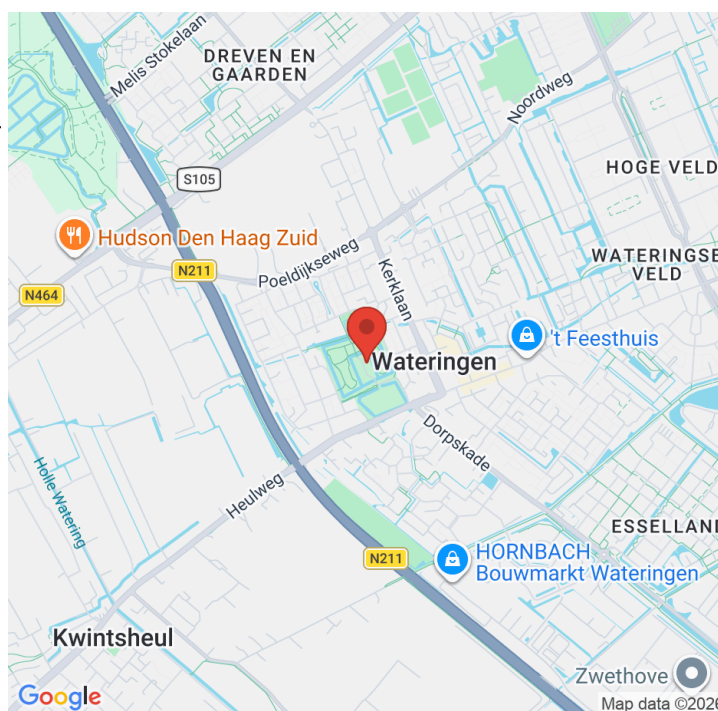 DREVEN EN
GAARDEN
Melis Stokelaan
Noordweg
S105
HOGE VELD
Hudson Den Haag Zuid
Poeldijkseweg
N211
Kerklaan
WATERINGSE
VELD
N464
't Feesthuis
Wateringen
Dorpskade
Holle Watering
Heulweg
ESSELLAND
N211
HORNBACH
Bouwmarkt Wateringen
Kwintsheul
Zwethove
Google
Map data ©2026